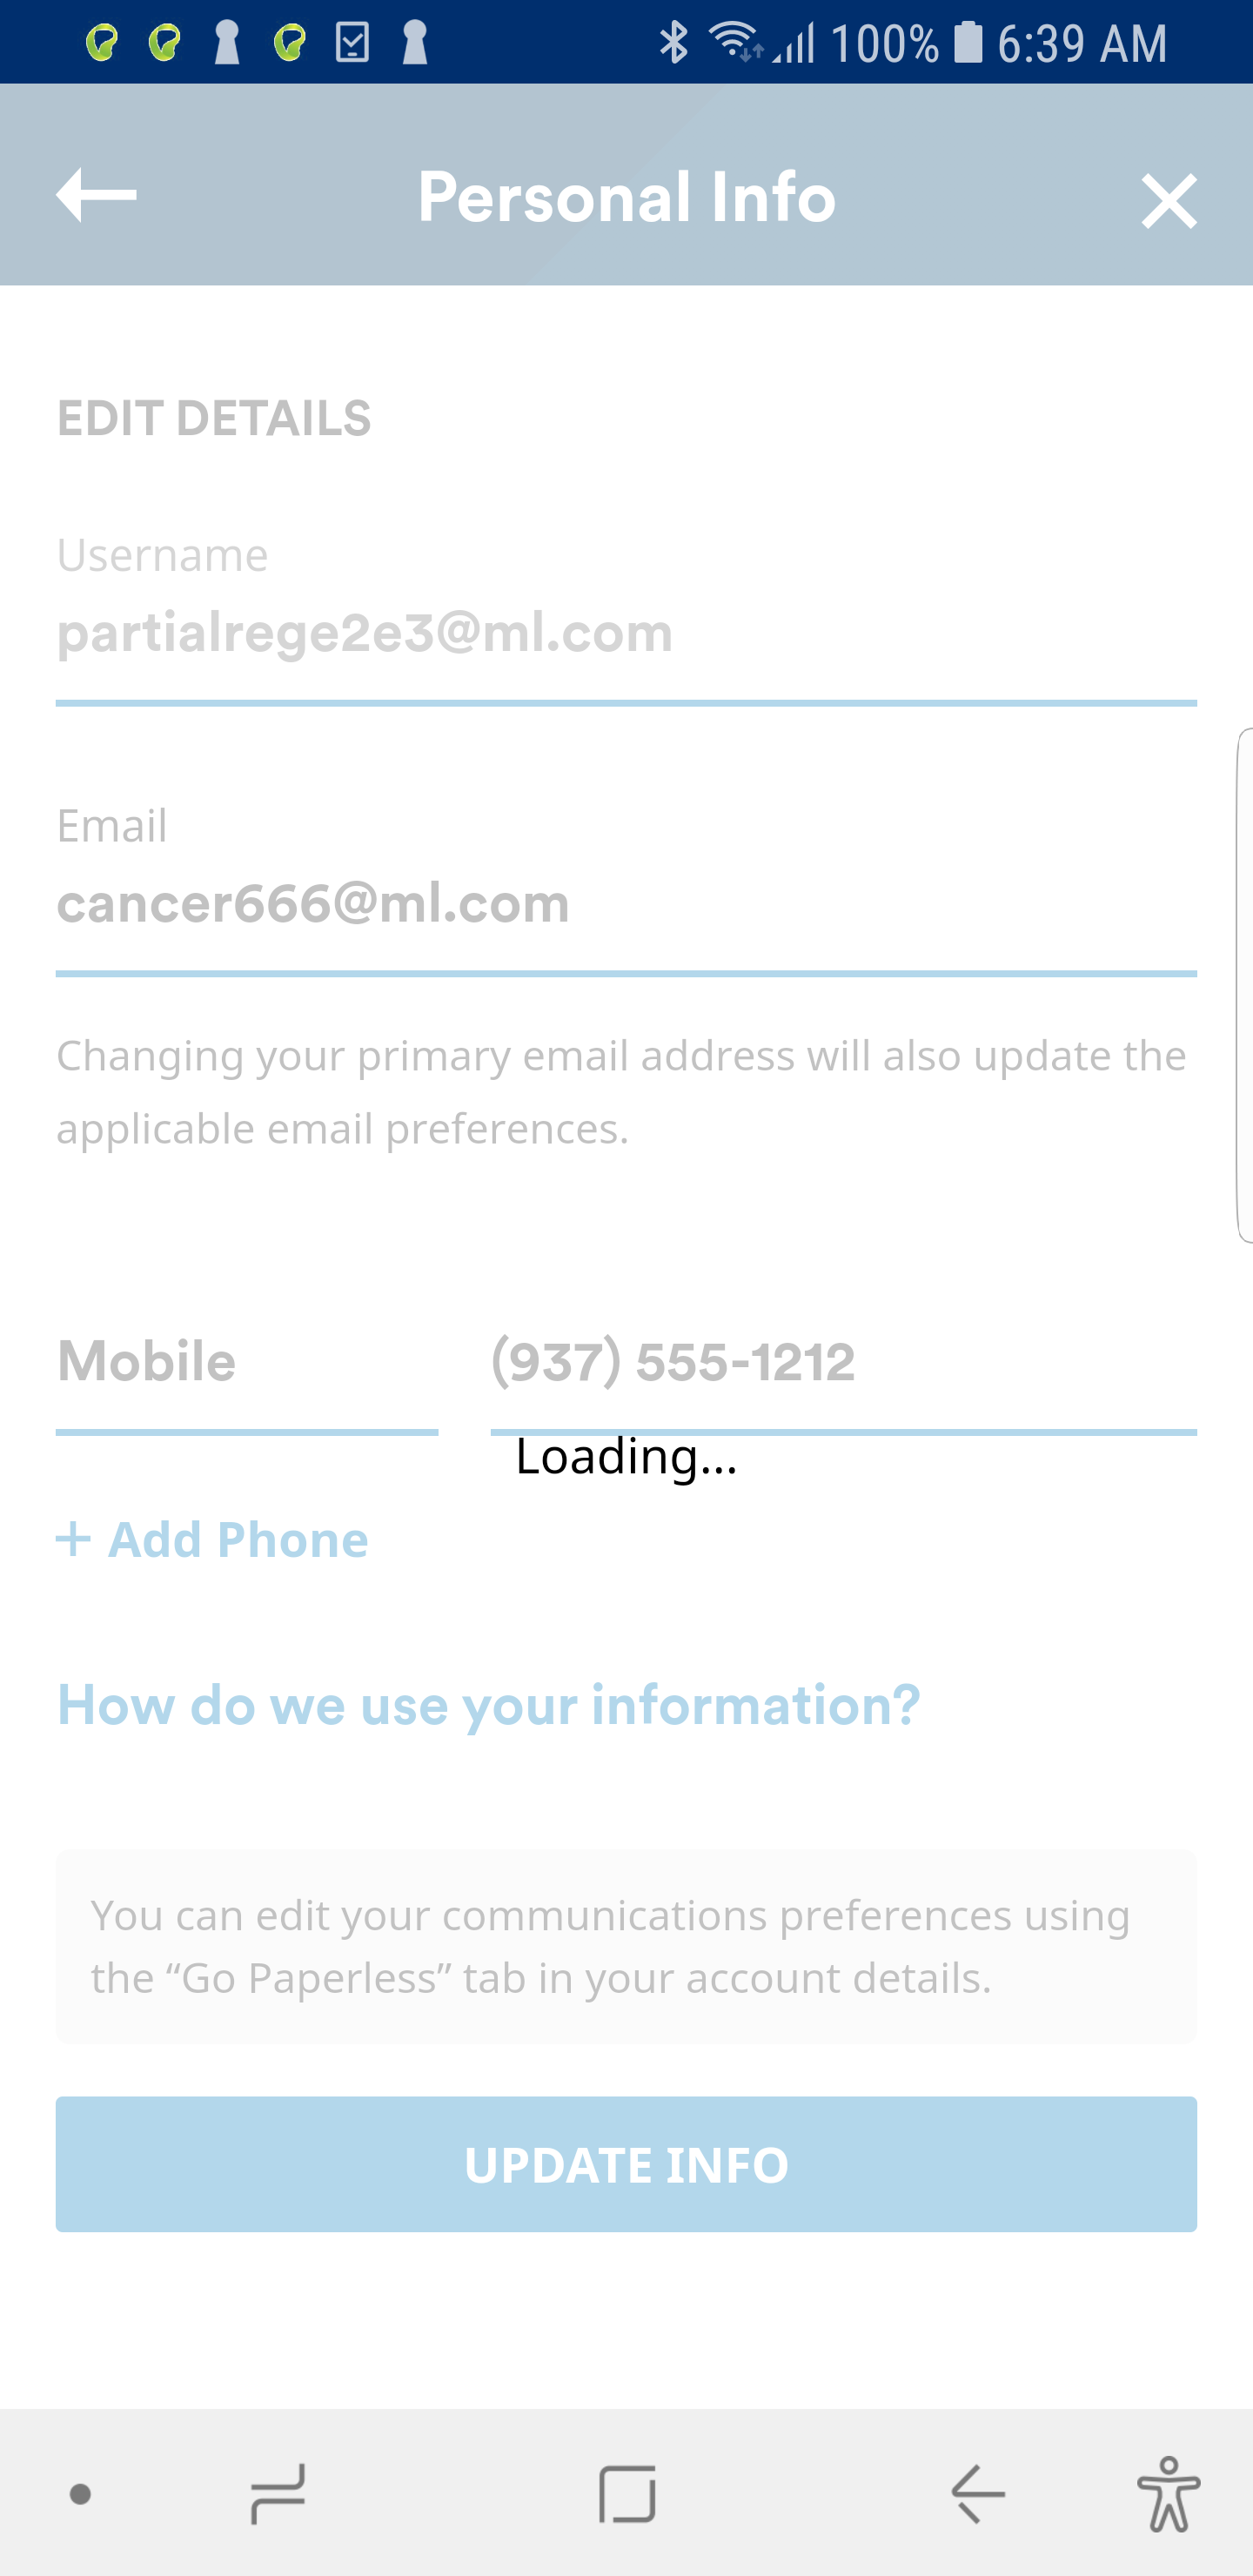 100% 6:39 AM
Personal Info
EDIT DETAILS
Username
partialrege2e3@ml.com
Email
cancer666@ml.com
Changing your primary email address will also update the
applicable email preferences.
Mobile (937) 555-1212
Loading...
+ Add Phone
How do we use your information?
You can edit your communications preferences using
the “Go Paperless” tab in your account details.
UPDATE INFO